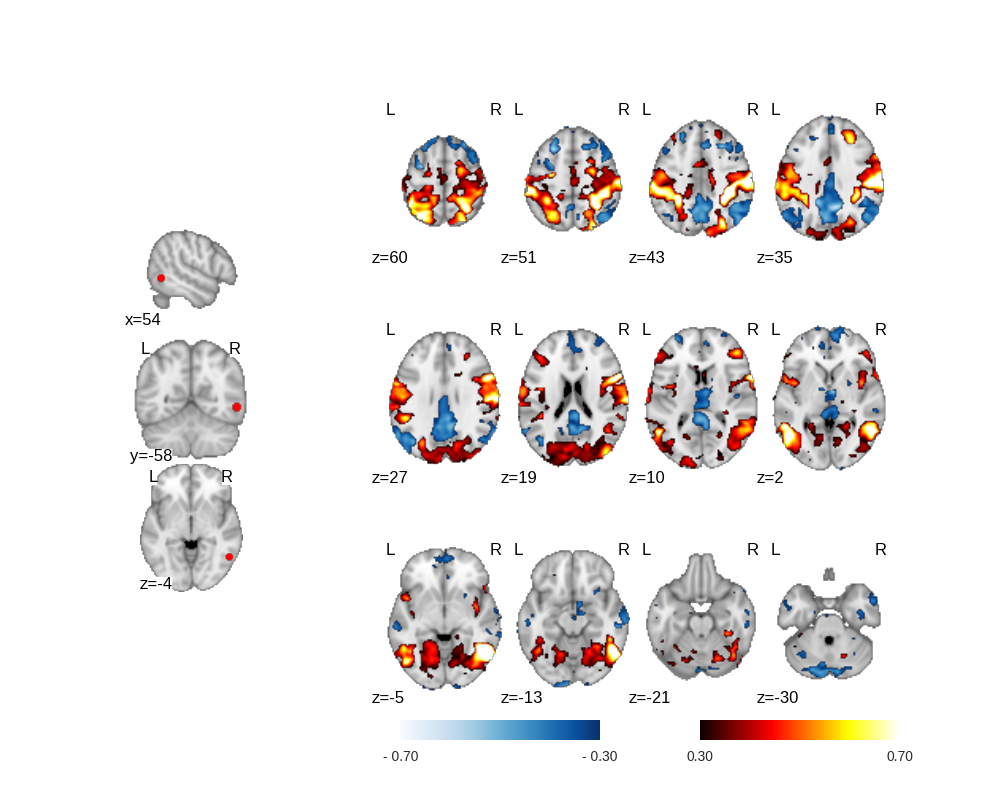 L R L R L R L R
z=60 z=51 z=43 z=35
x=54
L R L R L R L R
L R
z=27 z=19 z=10 z=2
y=-58
L R
L R L R L R L R
z=-4
z=-5 z=-13 z=-21 z=-30
- 0.70 - 0.30 0.30 0.70